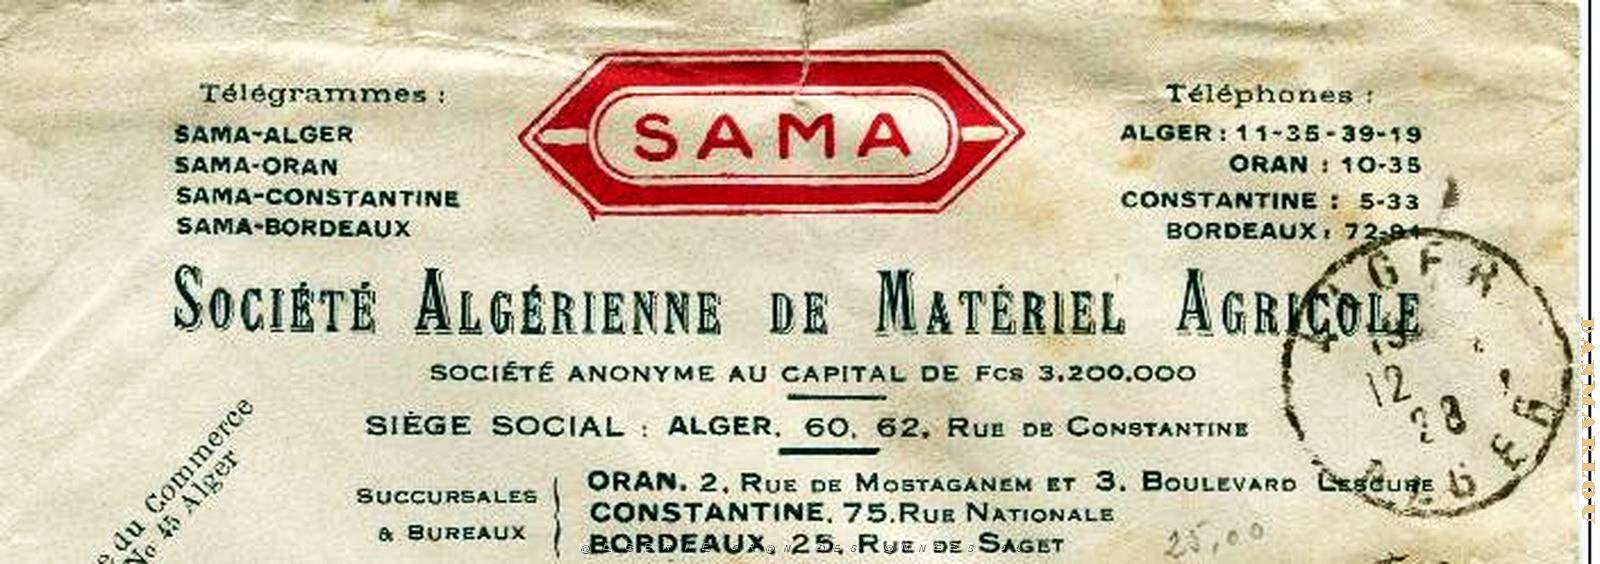 SAMA
Télégrammes :
SAMA-ALGER
SAMA-ORAN
SAMA-CONSTANTINE
SAMA-BORDEAUX
Téléphones :
ALGER : 11-35 - 39-19
ORAN : 10-35
CONSTANTINE : 5-33
BORDEAUX : 72-91
SOCIÉTÉ ALGÉRIENNE DE MATÉRIEL AGRICOLE
SOCIÉTÉ ANONYME AU CAPITAL DE Fcs 3.200.000
SIÈGE SOCIAL : ALGER. 60. 62. RUE DE CONSTANTINE
SUCCURSALES
& BUREAUX
ORAN. 2. RUE DE MOSTAGANEM ET 3. BOULEVARD LESCURE
CONSTANTINE. 75. RUE NATIONALE
BORDEAUX. 25. RUE DE SAGET
du Commerce
No 45 Alger
12
28
ALGER
25,00